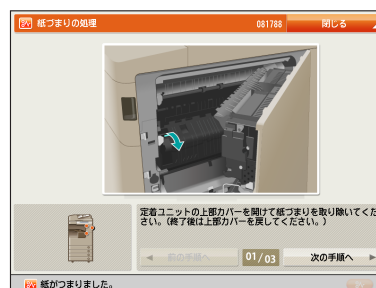 紙づまりの処理
081788
閉じる
定着ユニットの上部カバーを開けて紙づまりを取り除いてくだ
さい。(終了後は上部カバーを戻してください。)
前の手順へ
01/03
次の手順へ
紙がつまりました。